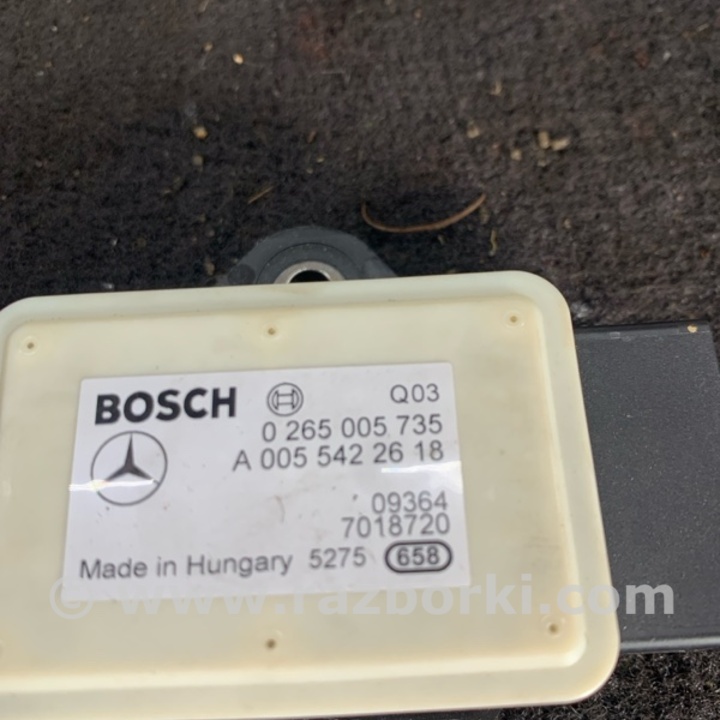 BOSCH
Q03
0 265 005 735
A 005 542 26 18
09364
7018720
Made in Hungary 5275 658
© www.razborki.com